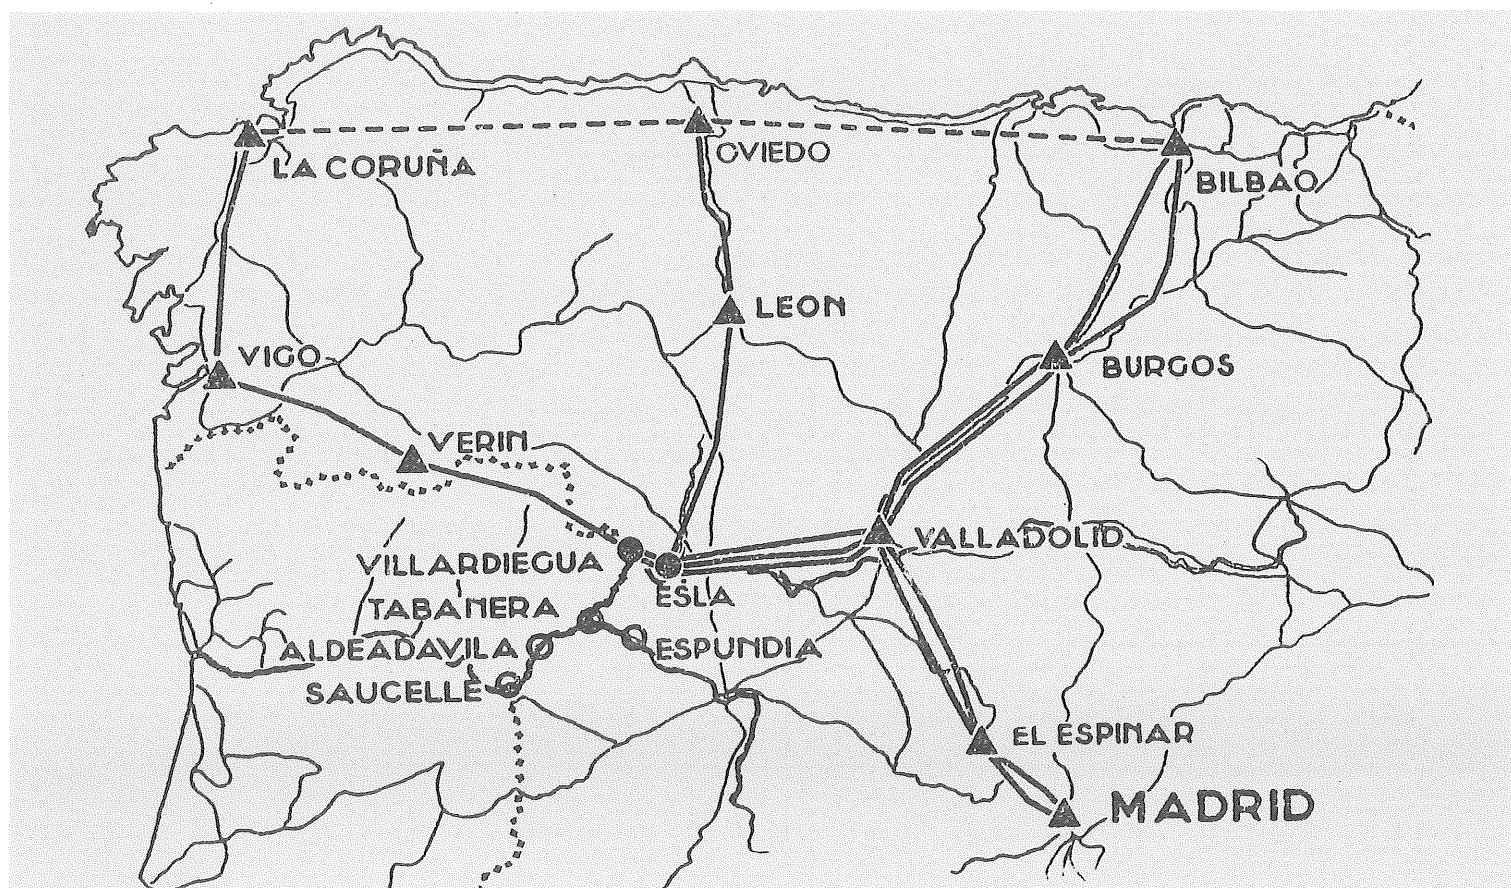 LA CORUÑA
OVIEDO
BILBAO
LEON
VIGO
BURGOS
VERIN
VALLADOLID
VILLARDIEGUA
ESLA
TABANERA
ALDEADAVILA
ESPUNDIA
SAUCELLE
EL ESPINAR
MADRID